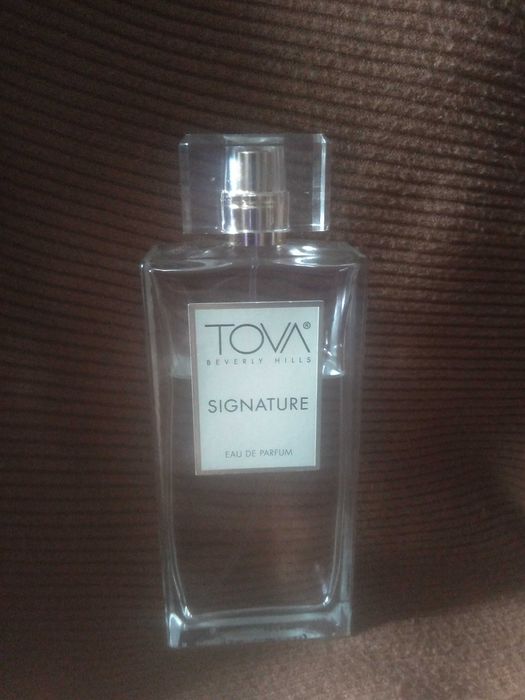 TOVA®
BEVERLY HILLS
SIGNATURE
EAU DE PARFUM